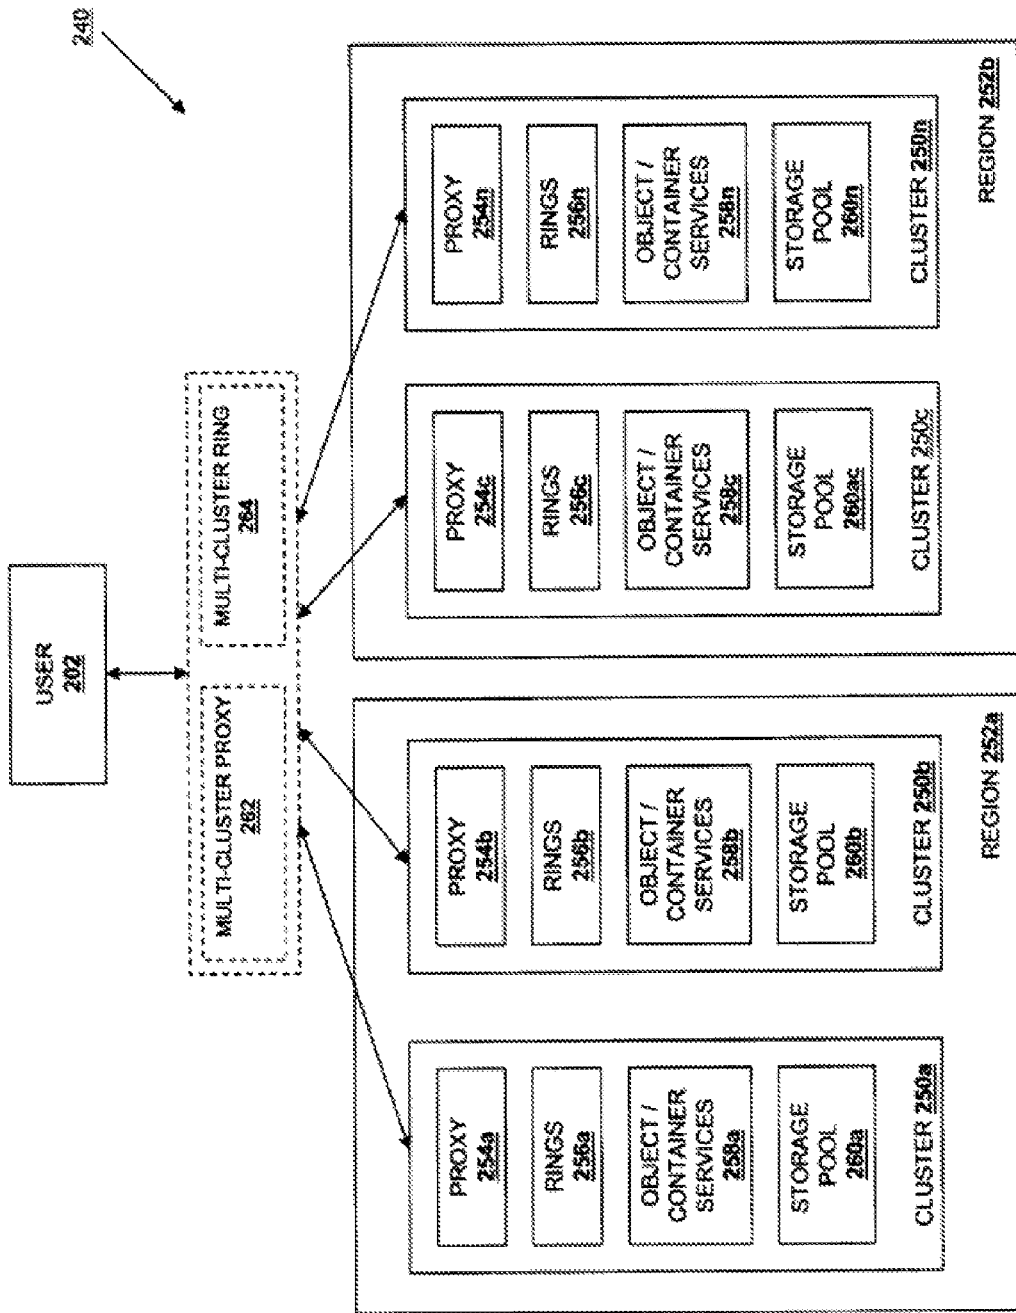 240
USER
202
MULTI-CLUSTER PROXY
262
MULTI-CLUSTER RING
264
PROXY
254a
RINGS
256a
OBJECT /
CONTAINER
SERVICES
258a
STORAGE
POOL
260a
CLUSTER 250a
PROXY
254b
RINGS
256b
OBJECT /
CONTAINER
SERVICES
258b
STORAGE
POOL
260b
CLUSTER 250b
REGION 252a
PROXY
254c
RINGS
256c
OBJECT /
CONTAINER
SERVICES
258c
STORAGE
POOL
260ac
CLUSTER 250c
PROXY
254n
RINGS
256n
OBJECT /
CONTAINER
SERVICES
258n
STORAGE
POOL
260n
CLUSTER 250n
REGION 252b